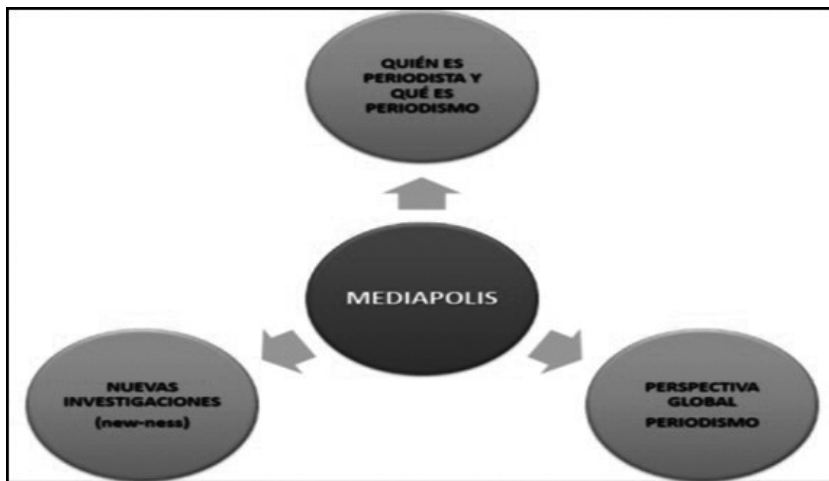 QUIÉN ES
PERIODISTA Y
QUÉ ES
PERIODISMO
MEDIAPOLIS
NUEVAS
INVESTIGACIONES
(new-ness)
PERSPECTIVA
GLOBAL
PERIODISMO